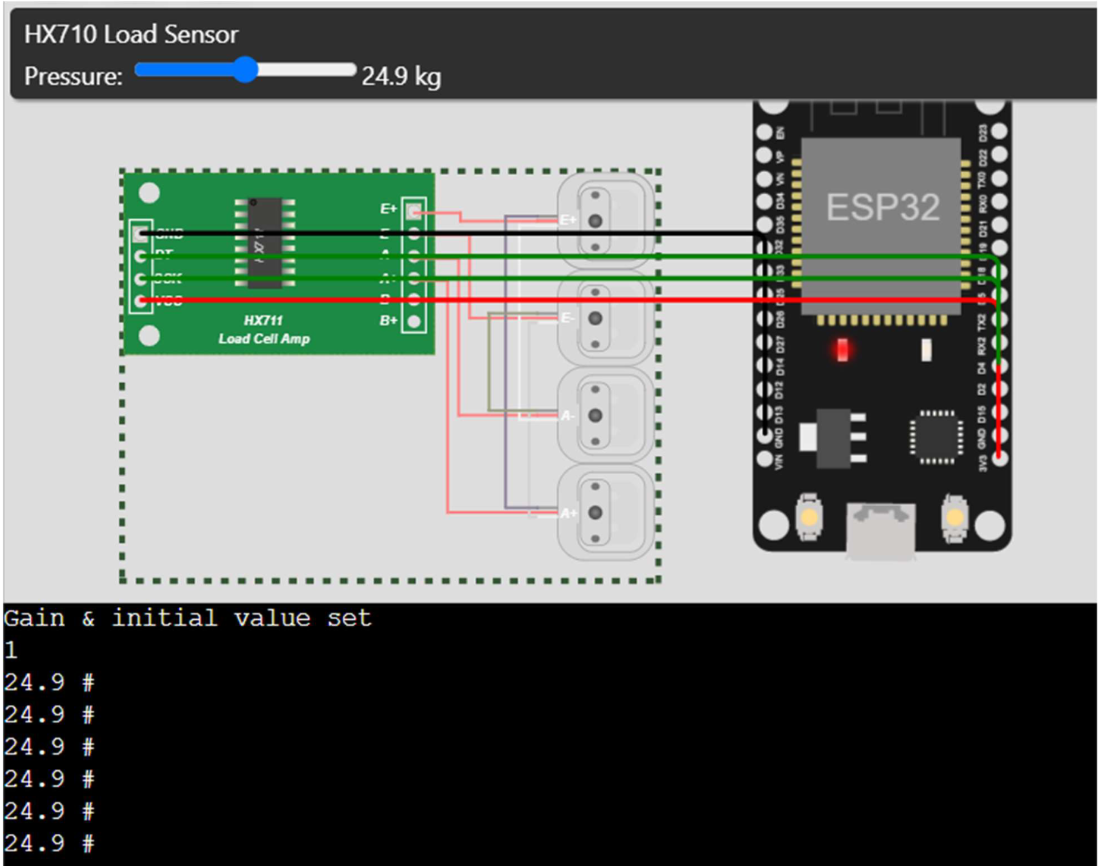 HX710 Load Sensor
Pressure: 24.9 kg
E+
A+
B+
HX711
Load Cell Amp
E+
E-
A-
A+
ESP32
EN
VP
VN
D34
D35
D32
D33
D25
D26
D27
D14
D12
D13
GND
VIN
D23
D22
TX0
RX0
D21
D19
D18
D5
TX2
RX2
D4
D2
D15
GND
3V3
Gain & initial value set
1
24.9 #
24.9 #
24.9 #
24.9 #
24.9 #
24.9 #